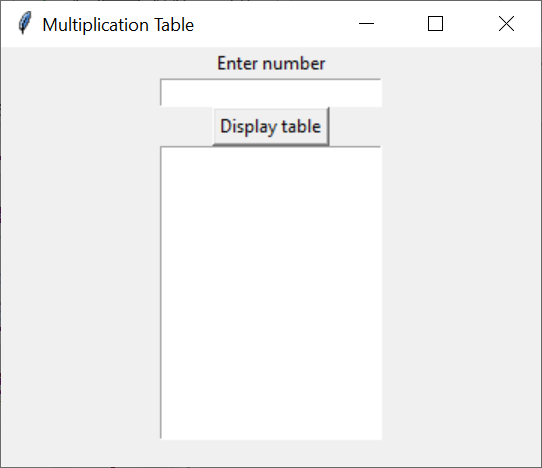 Multiplication Table
Enter number
Display table